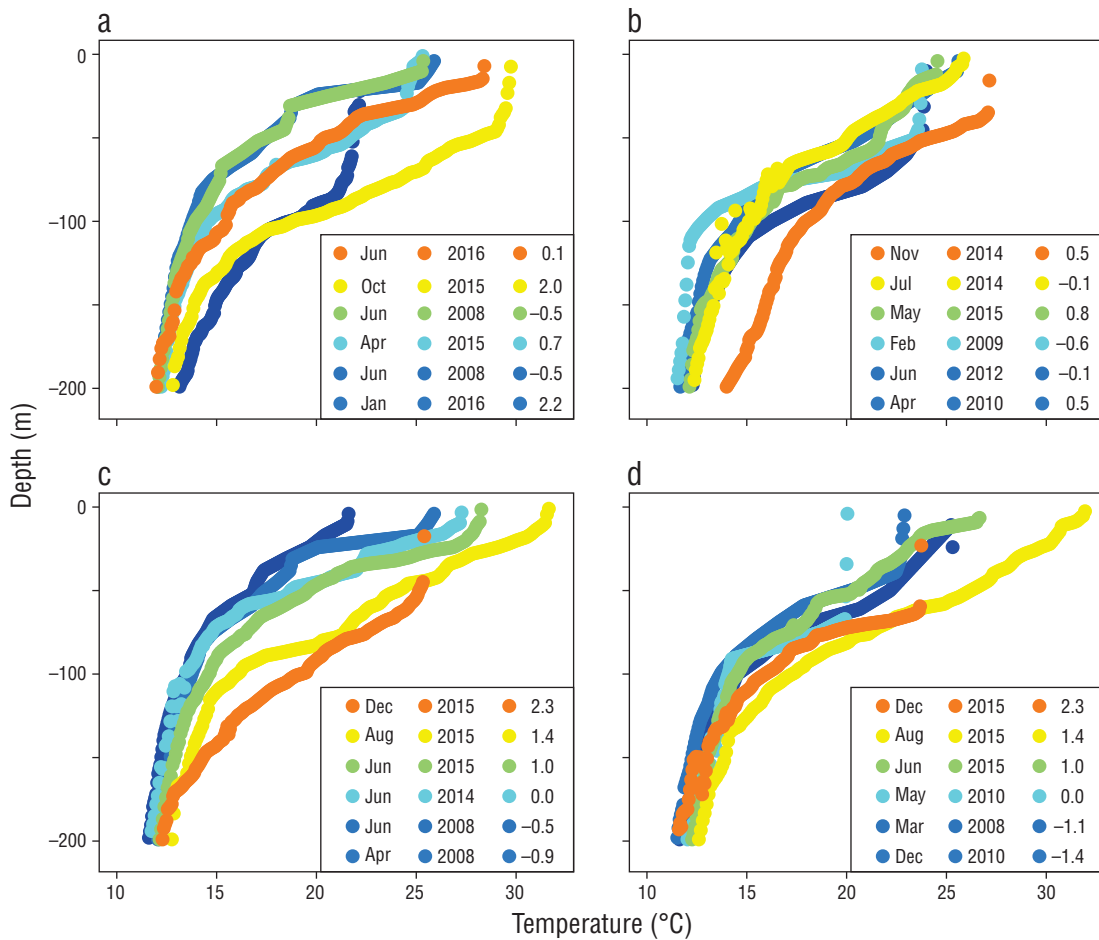 a
b
0
−100
−200
Jun 2016 0.1
Oct 2015 2.0
Jun 2008 −0.5
Apr 2015 0.7
Jun 2008 −0.5
Jan 2016 2.2
0
−100
−200
Nov 2014 0.5
Jul 2014 −0.1
May 2015 0.8
Feb 2009 −0.6
Jun 2012 −0.1
Apr 2010 0.5
Depth (m)
c
d
0
−100
−200
Dec 2015 2.3
Aug 2015 1.4
Jun 2015 1.0
Jun 2014 0.0
Jun 2008 −0.5
Apr 2008 −0.9
10 15 20 25 30
0
−100
−200
Dec 2015 2.3
Aug 2015 1.4
Jun 2015 1.0
May 2010 0.0
Mar 2008 −1.1
Dec 2010 −1.4
10 15 20 25 30
Temperature (°C)